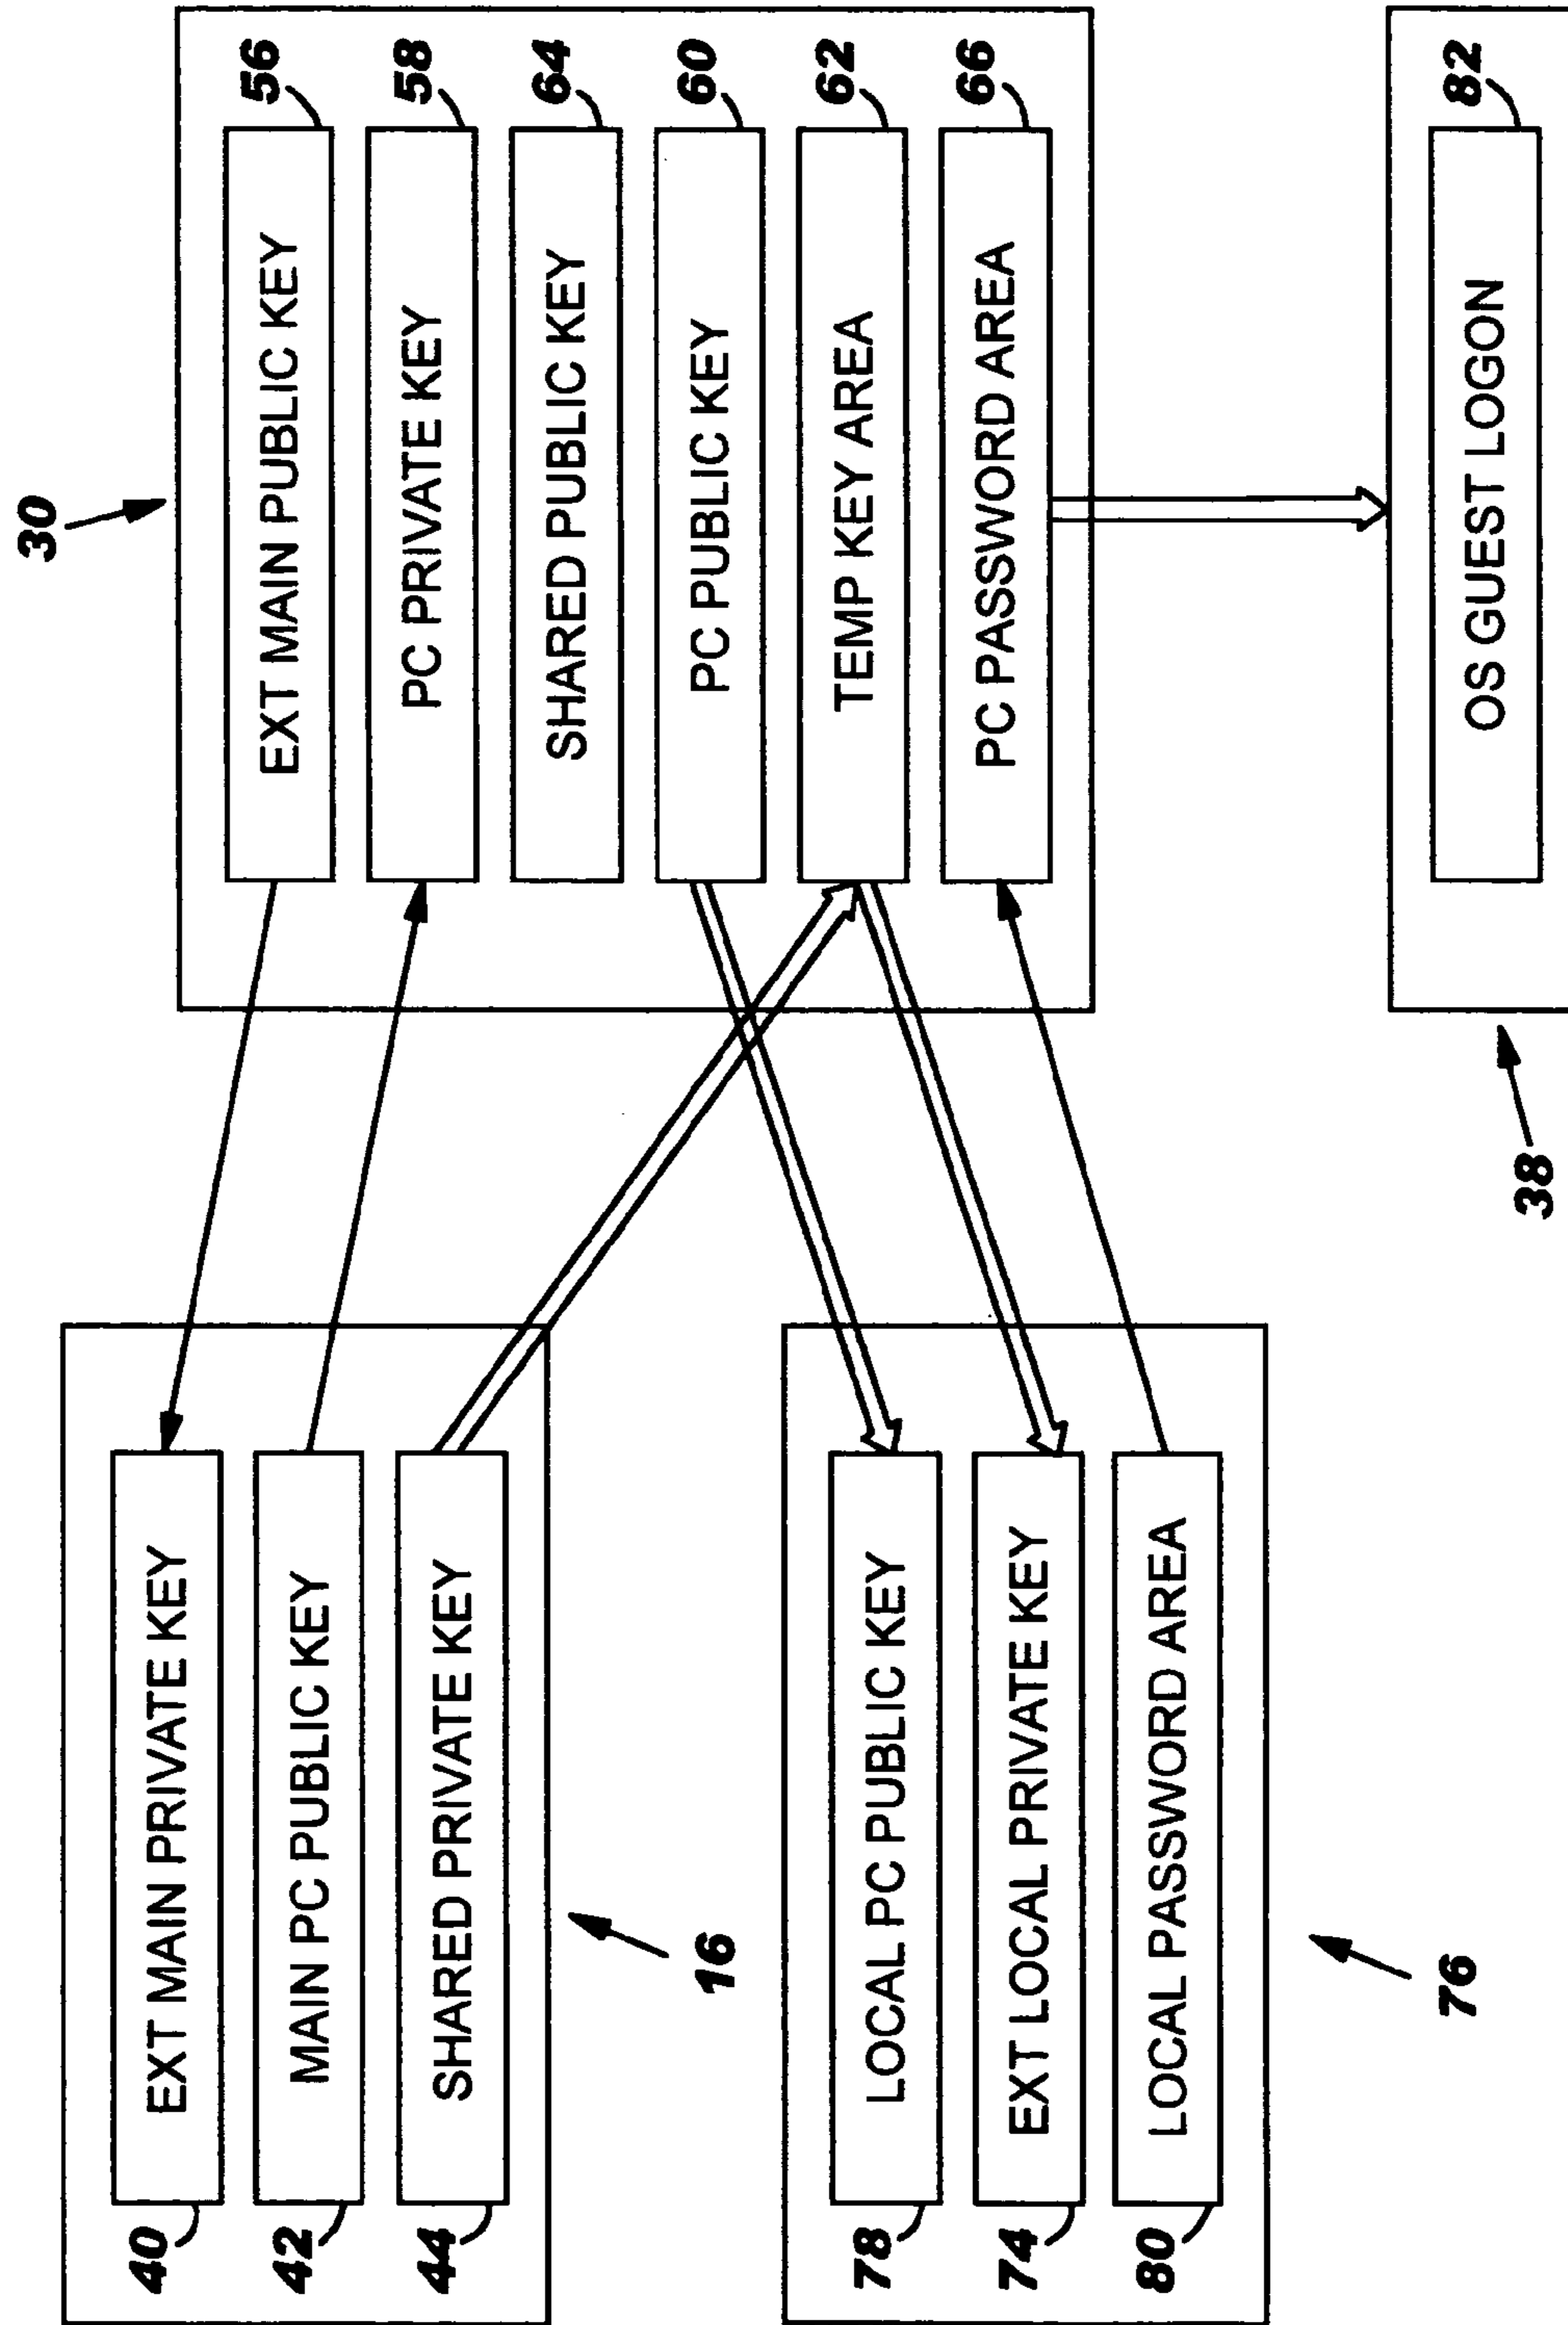 30
EXT MAIN PRIVATE KEY
40
MAIN PC PUBLIC KEY
42
SHARED PRIVATE KEY
44
16
LOCAL PC PUBLIC KEY
78
EXT LOCAL PRIVATE KEY
74
LOCAL PASSWORD AREA
80
76
EXT MAIN PUBLIC KEY
56
PC PRIVATE KEY
58
SHARED PUBLIC KEY
64
PC PUBLIC KEY
60
TEMP KEY AREA
62
PC PASSWORD AREA
66
OS GUEST LOGON
82
38